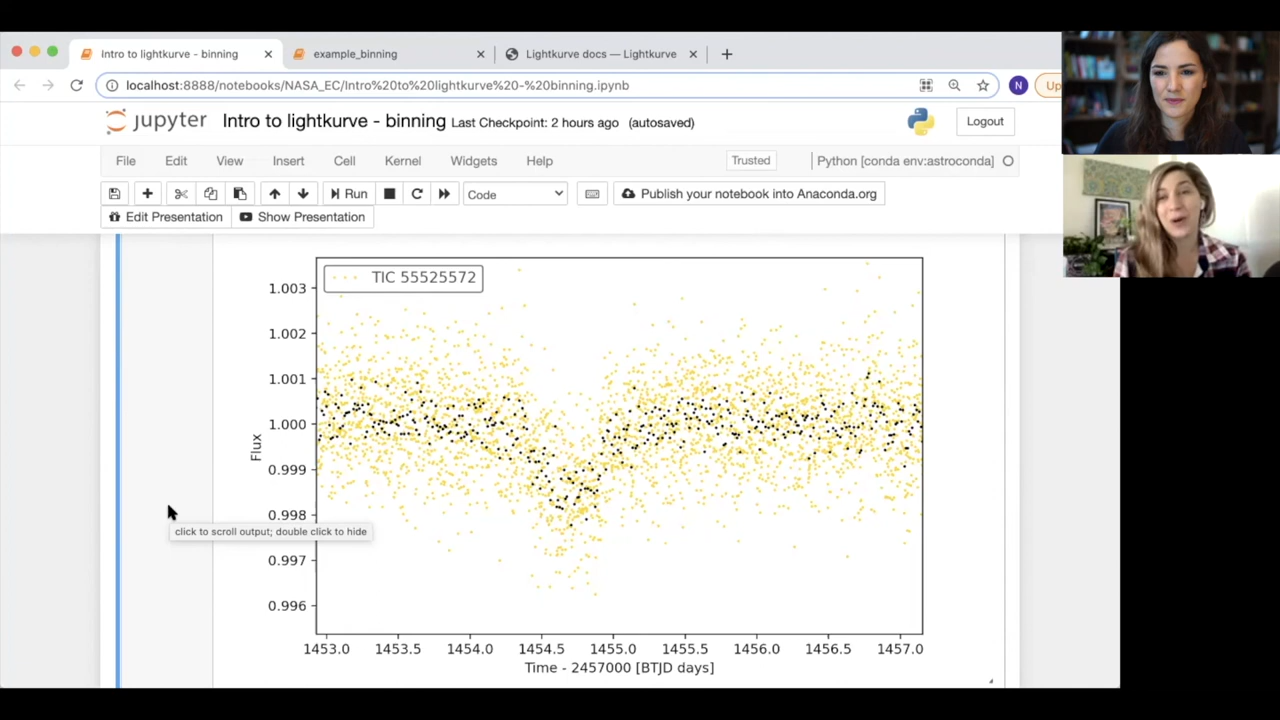 Intro to lightkurve - binning
example_binning
Lightkurve docs — Lightkurve
localhost:8888/notebooks/NASA_EC/Intro%20to%20lightkurve%20-%20binning.ipynb
N
Up
jupyter
Intro to lightkurve - binning Last Checkpoint: 2 hours ago (autosaved)
Logout
File Edit View Insert Cell Kernel Widgets Help
Trusted
Python [conda env:astroconda]
Run
Code
Publish your notebook into Anaconda.org
Edit Presentation
Show Presentation
TIC 55525572
1.003
1.002
1.001
1.000
0.999
0.998
0.997
0.996
Flux
click to scroll output; double click to hide
1453.0 1453.5 1454.0 1454.5 1455.0 1455.5 1456.0 1456.5 1457.0
Time - 2457000 [BTJD days]